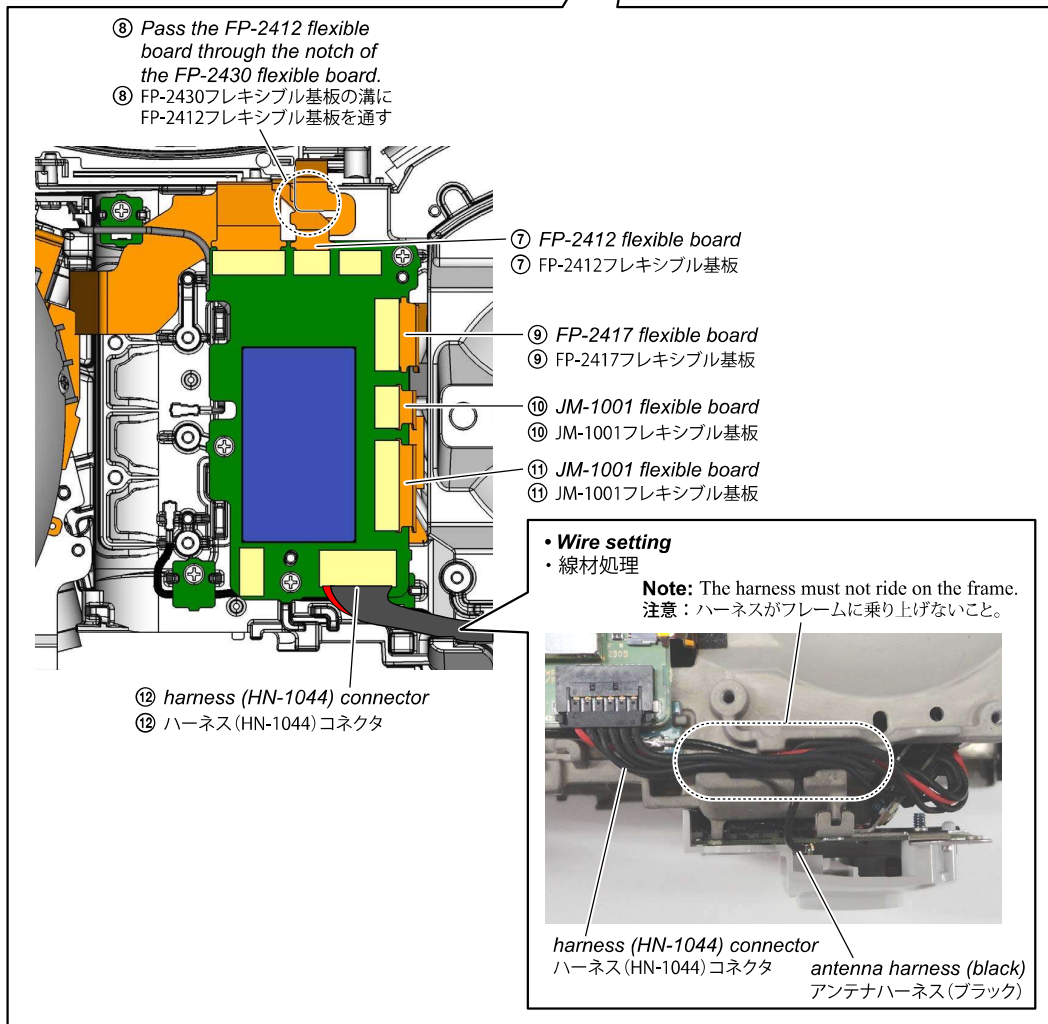 ⑧ Pass the FP-2412 flexible
board through the notch of
the FP-2430 flexible board.
⑧ FP-2430フレキシブル基板の溝に
FP-2412フレキシブル基板を通す
⑦ FP-2412 flexible board
⑦ FP-2412フレキシブル基板
⑨ FP-2417 flexible board
⑨ FP-2417フレキシブル基板
⑩ JM-1001 flexible board
⑩ JM-1001フレキシブル基板
⑪ JM-1001 flexible board
⑪ JM-1001フレキシブル基板
⑫ harness (HN-1044) connector
⑫ ハーネス(HN-1044)コネクタ
• Wire setting
・線材処理
Note: The harness must not ride on the frame.
注意：ハーネスがフレームに乗り上げないこと。
harness (HN-1044) connector
ハーネス(HN-1044)コネクタ
antenna harness (black)
アンテナハーネス(ブラック)